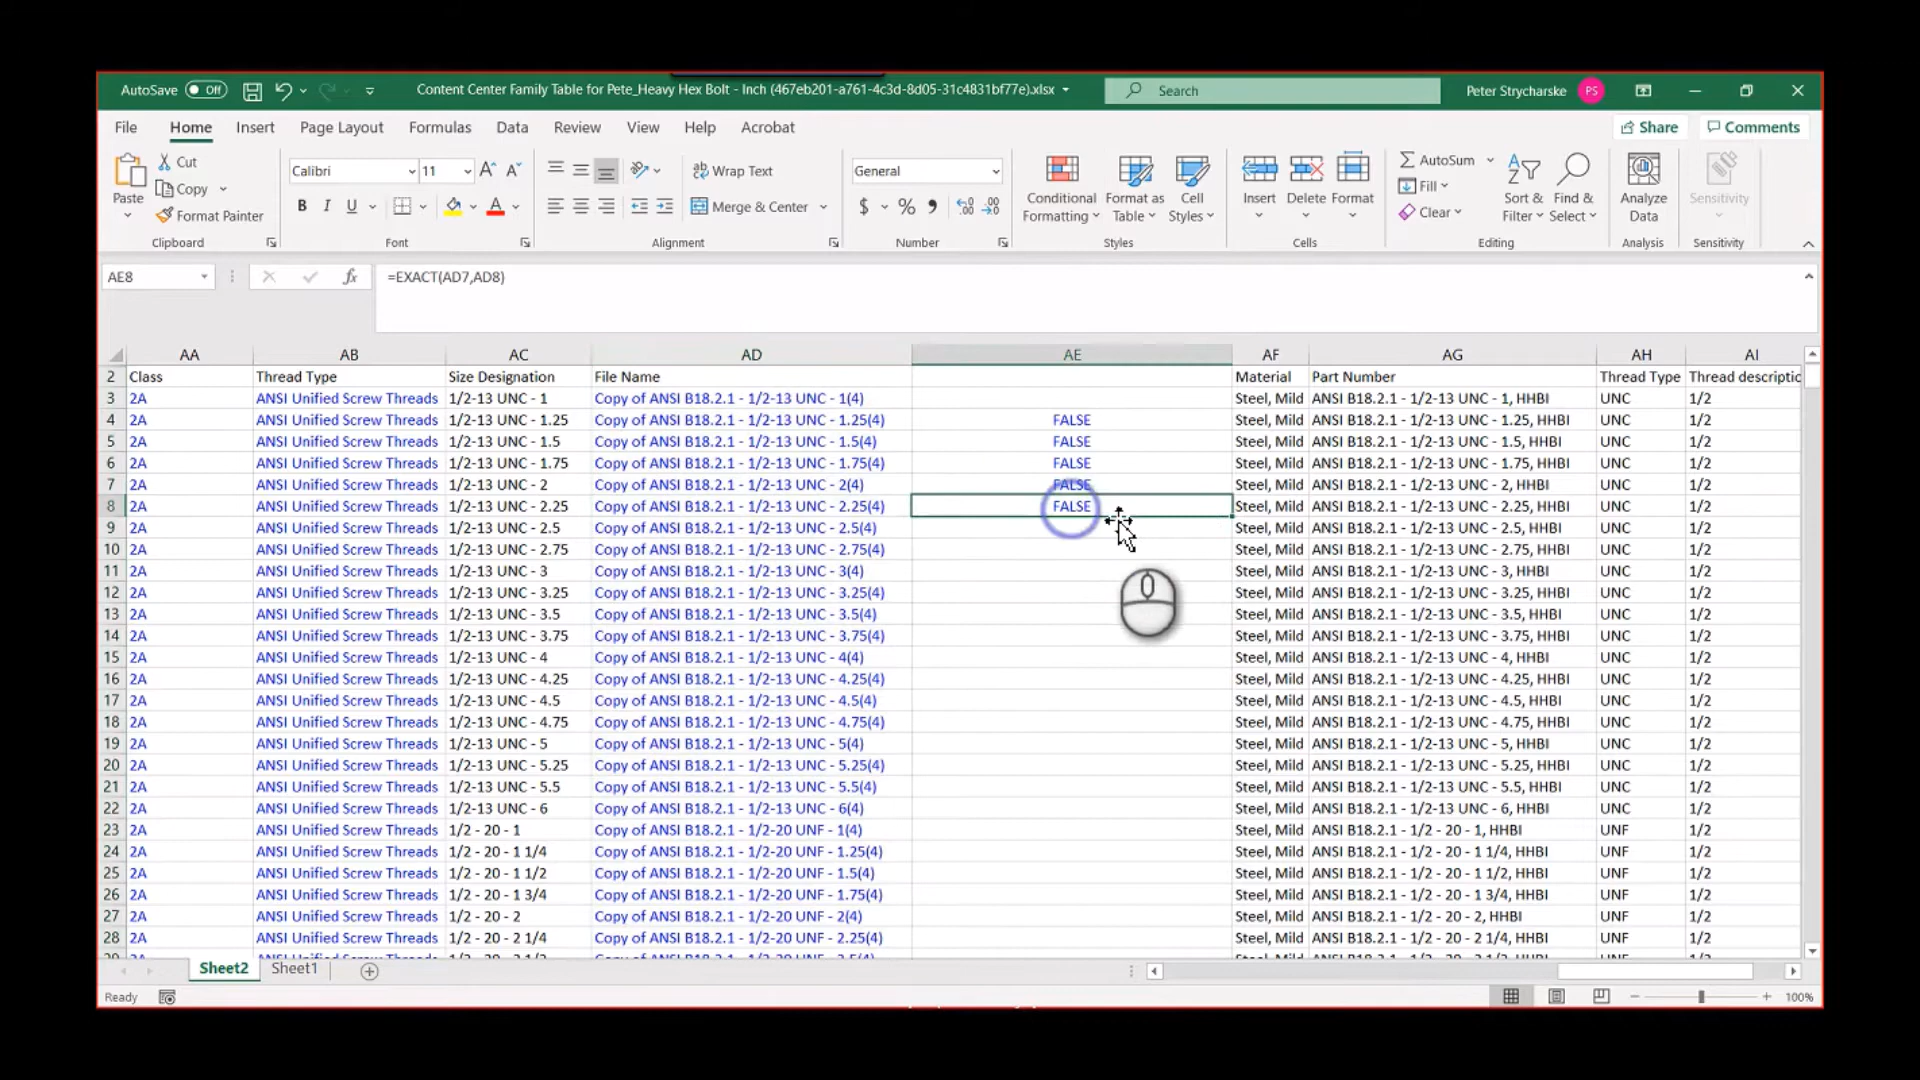 AutoSave Off Content Center Family Table for Pete_Heavy Hex Bolt - Inch (467eb201-a761-4c3d-8d05-31c4831bf77e).xlsx Search Peter Strycharske PS
File Home Insert Page Layout Formulas Data Review View Help Acrobat Share Comments
Paste Cut Copy Format Painter Clipboard
Calibri 11 B I U A Font
Wrap Text Merge & Center Alignment
General $ % Number
Conditional Formatting Format as Table Cell Styles Styles
Insert Delete Format Cells
AutoSum Fill Clear Sort & Filter Find & Select Editing
Analyze Data Analysis
Sensitivity Sensitivity
AE8 fx =EXACT(AD7,AD8)
AA AB AC AD AE AF AG AH AI
2 Class Thread Type Size Designation File Name Material Part Number Thread Type Thread descriptio
3 2A ANSI Unified Screw Threads 1/2-13 UNC - 1 Copy of ANSI B18.2.1 - 1/2-13 UNC - 1(4) Steel, Mild ANSI B18.2.1 - 1/2-13 UNC - 1, HHBI UNC 1/2
4 2A ANSI Unified Screw Threads 1/2-13 UNC - 1.25 Copy of ANSI B18.2.1 - 1/2-13 UNC - 1.25(4) FALSE Steel, Mild ANSI B18.2.1 - 1/2-13 UNC - 1.25, HHBI UNC 1/2
5 2A ANSI Unified Screw Threads 1/2-13 UNC - 1.5 Copy of ANSI B18.2.1 - 1/2-13 UNC - 1.5(4) FALSE Steel, Mild ANSI B18.2.1 - 1/2-13 UNC - 1.5, HHBI UNC 1/2
6 2A ANSI Unified Screw Threads 1/2-13 UNC - 1.75 Copy of ANSI B18.2.1 - 1/2-13 UNC - 1.75(4) FALSE Steel, Mild ANSI B18.2.1 - 1/2-13 UNC - 1.75, HHBI UNC 1/2
7 2A ANSI Unified Screw Threads 1/2-13 UNC - 2 Copy of ANSI B18.2.1 - 1/2-13 UNC - 2(4) FALSE Steel, Mild ANSI B18.2.1 - 1/2-13 UNC - 2, HHBI UNC 1/2
8 2A ANSI Unified Screw Threads 1/2-13 UNC - 2.25 Copy of ANSI B18.2.1 - 1/2-13 UNC - 2.25(4) FALSE Steel, Mild ANSI B18.2.1 - 1/2-13 UNC - 2.25, HHBI UNC 1/2
9 2A ANSI Unified Screw Threads 1/2-13 UNC - 2.5 Copy of ANSI B18.2.1 - 1/2-13 UNC - 2.5(4) Steel, Mild ANSI B18.2.1 - 1/2-13 UNC - 2.5, HHBI UNC 1/2
10 2A ANSI Unified Screw Threads 1/2-13 UNC - 2.75 Copy of ANSI B18.2.1 - 1/2-13 UNC - 2.75(4) Steel, Mild ANSI B18.2.1 - 1/2-13 UNC - 2.75, HHBI UNC 1/2
11 2A ANSI Unified Screw Threads 1/2-13 UNC - 3 Copy of ANSI B18.2.1 - 1/2-13 UNC - 3(4) Steel, Mild ANSI B18.2.1 - 1/2-13 UNC - 3, HHBI UNC 1/2
12 2A ANSI Unified Screw Threads 1/2-13 UNC - 3.25 Copy of ANSI B18.2.1 - 1/2-13 UNC - 3.25(4) Steel, Mild ANSI B18.2.1 - 1/2-13 UNC - 3.25, HHBI UNC 1/2
13 2A ANSI Unified Screw Threads 1/2-13 UNC - 3.5 Copy of ANSI B18.2.1 - 1/2-13 UNC - 3.5(4) Steel, Mild ANSI B18.2.1 - 1/2-13 UNC - 3.5, HHBI UNC 1/2
14 2A ANSI Unified Screw Threads 1/2-13 UNC - 3.75 Copy of ANSI B18.2.1 - 1/2-13 UNC - 3.75(4) Steel, Mild ANSI B18.2.1 - 1/2-13 UNC - 3.75, HHBI UNC 1/2
15 2A ANSI Unified Screw Threads 1/2-13 UNC - 4 Copy of ANSI B18.2.1 - 1/2-13 UNC - 4(4) Steel, Mild ANSI B18.2.1 - 1/2-13 UNC - 4, HHBI UNC 1/2
16 2A ANSI Unified Screw Threads 1/2-13 UNC - 4.25 Copy of ANSI B18.2.1 - 1/2-13 UNC - 4.25(4) Steel, Mild ANSI B18.2.1 - 1/2-13 UNC - 4.25, HHBI UNC 1/2
17 2A ANSI Unified Screw Threads 1/2-13 UNC - 4.5 Copy of ANSI B18.2.1 - 1/2-13 UNC - 4.5(4) Steel, Mild ANSI B18.2.1 - 1/2-13 UNC - 4.5, HHBI UNC 1/2
18 2A ANSI Unified Screw Threads 1/2-13 UNC - 4.75 Copy of ANSI B18.2.1 - 1/2-13 UNC - 4.75(4) Steel, Mild ANSI B18.2.1 - 1/2-13 UNC - 4.75, HHBI UNC 1/2
19 2A ANSI Unified Screw Threads 1/2-13 UNC - 5 Copy of ANSI B18.2.1 - 1/2-13 UNC - 5(4) Steel, Mild ANSI B18.2.1 - 1/2-13 UNC - 5, HHBI UNC 1/2
20 2A ANSI Unified Screw Threads 1/2-13 UNC - 5.25 Copy of ANSI B18.2.1 - 1/2-13 UNC - 5.25(4) Steel, Mild ANSI B18.2.1 - 1/2-13 UNC - 5.25, HHBI UNC 1/2
21 2A ANSI Unified Screw Threads 1/2-13 UNC - 5.5 Copy of ANSI B18.2.1 - 1/2-13 UNC - 5.5(4) Steel, Mild ANSI B18.2.1 - 1/2-13 UNC - 5.5, HHBI UNC 1/2
22 2A ANSI Unified Screw Threads 1/2-13 UNC - 6 Copy of ANSI B18.2.1 - 1/2-13 UNC - 6(4) Steel, Mild ANSI B18.2.1 - 1/2-13 UNC - 6, HHBI UNC 1/2
23 2A ANSI Unified Screw Threads 1/2 - 20 - 1 Copy of ANSI B18.2.1 - 1/2-20 UNF - 1(4) Steel, Mild ANSI B18.2.1 - 1/2 - 20 - 1, HHBI UNF 1/2
24 2A ANSI Unified Screw Threads 1/2 - 20 - 1 1/4 Copy of ANSI B18.2.1 - 1/2-20 UNF - 1.25(4) Steel, Mild ANSI B18.2.1 - 1/2 - 20 - 1 1/4, HHBI UNF 1/2
25 2A ANSI Unified Screw Threads 1/2 - 20 - 1 1/2 Copy of ANSI B18.2.1 - 1/2-20 UNF - 1.5(4) Steel, Mild ANSI B18.2.1 - 1/2 - 20 - 1 1/2, HHBI UNF 1/2
26 2A ANSI Unified Screw Threads 1/2 - 20 - 1 3/4 Copy of ANSI B18.2.1 - 1/2-20 UNF - 1.75(4) Steel, Mild ANSI B18.2.1 - 1/2 - 20 - 1 3/4, HHBI UNF 1/2
27 2A ANSI Unified Screw Threads 1/2 - 20 - 2 Copy of ANSI B18.2.1 - 1/2-20 UNF - 2(4) Steel, Mild ANSI B18.2.1 - 1/2 - 20 - 2, HHBI UNF 1/2
28 2A ANSI Unified Screw Threads 1/2 - 20 - 2 1/4 Copy of ANSI B18.2.1 - 1/2-20 UNF - 2.25(4) Steel, Mild ANSI B18.2.1 - 1/2 - 20 - 2 1/4, HHBI UNF 1/2
Sheet2 Sheet1
Ready 100%